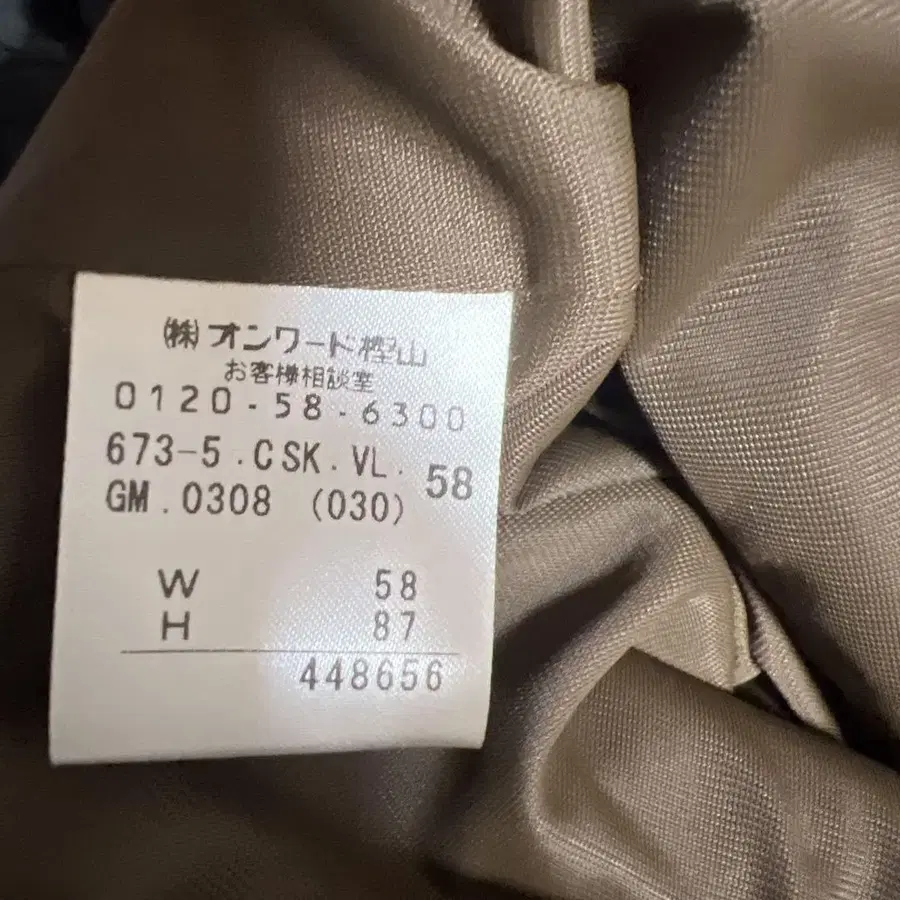 (株)オンワード樫山
お客様相談室
0120-58-6300
673-5.CSK.VL. 58
GM.0308 (030)
W 58
H 87
448656